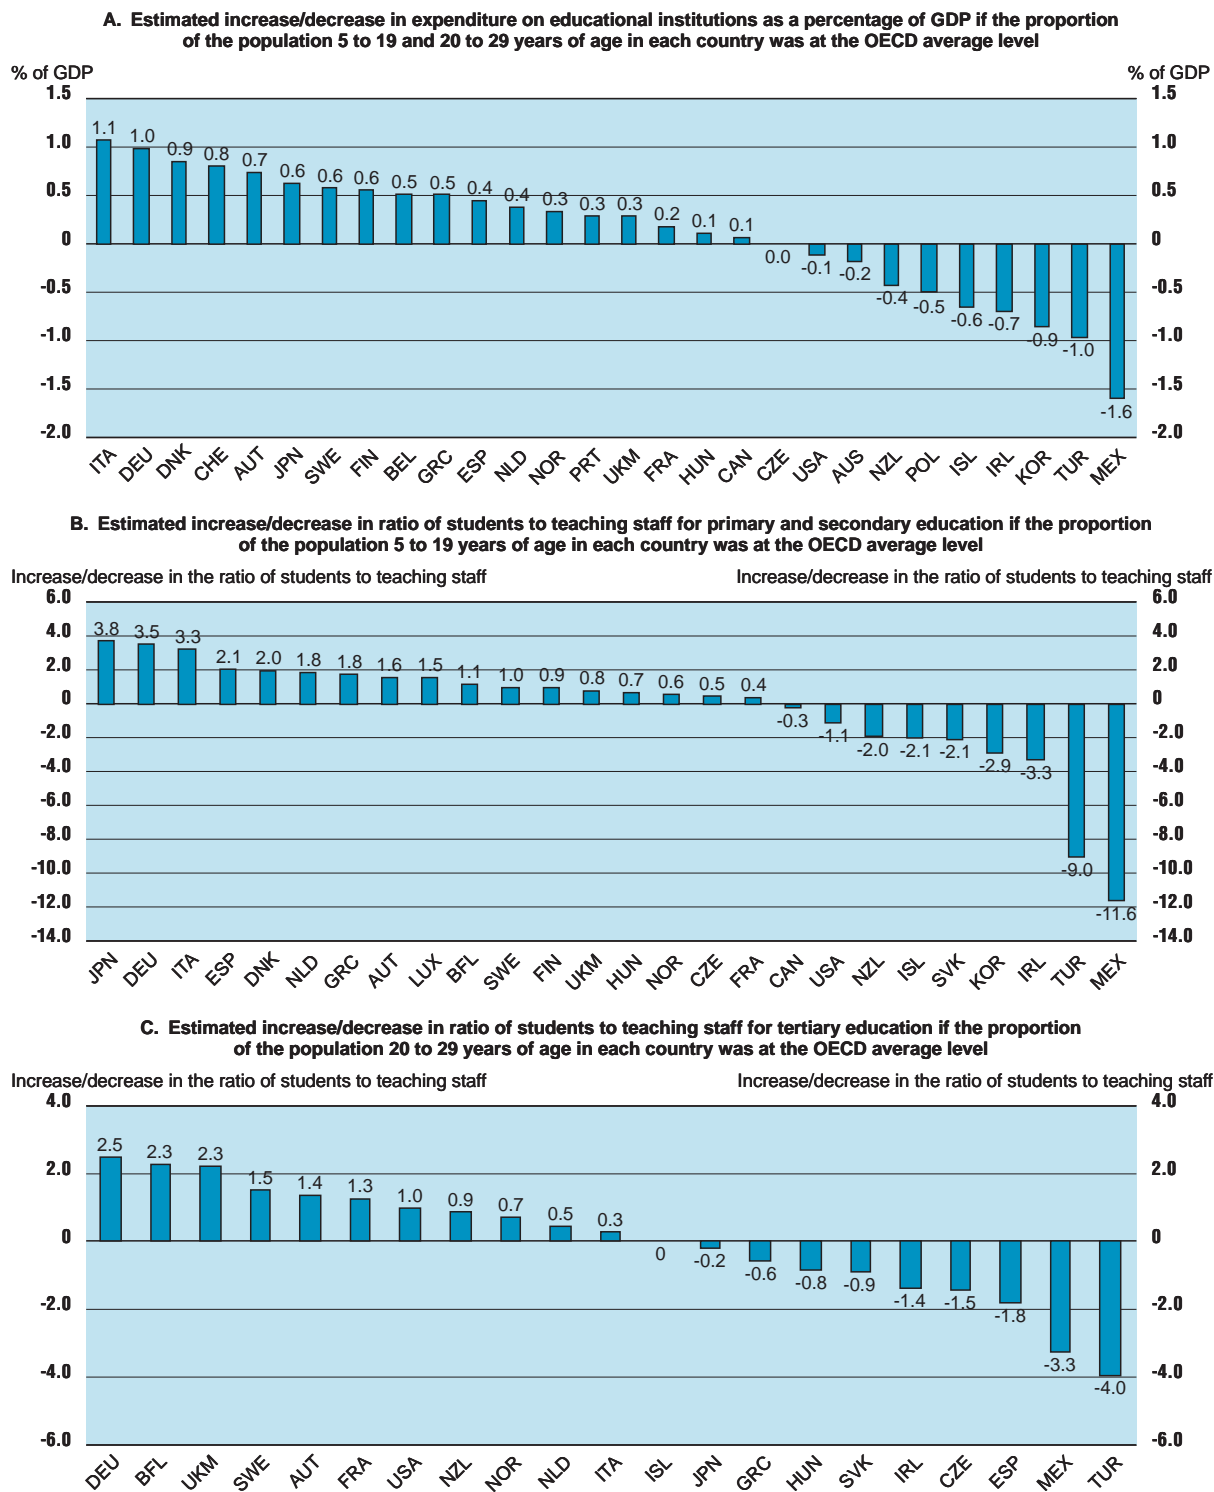 A. Estimated increase/decrease in expenditure on educational institutions as a percentage of GDP if the proportion
of the population 5 to 19 and 20 to 29 years of age in each country was at the OECD average level
% of GDP % of GDP
1.5 1.5
1.0 1.0
0.5 0.5
0 0
-0.5 -0.5
-1.0 -1.0
-1.5 -1.5
-2.0 -2.0
1.1 1.0 0.9 0.8 0.7 0.6 0.6 0.6 0.5 0.5 0.4 0.4 0.3 0.3 0.3 0.2 0.1 0.1 0.0 -0.1 -0.2 -0.4 -0.5 -0.6 -0.7 -0.9 -1.0 -1.6
ITA DEU DNK CHE AUT JPN SWE FIN BEL GRC ESP NLD NOR PRT UKM FRA HUN CAN CZE USA AUS NZL POL ISL IRL KOR TUR MEX
B. Estimated increase/decrease in ratio of students to teaching staff for primary and secondary education if the proportion
of the population 5 to 19 years of age in each country was at the OECD average level
Increase/decrease in the ratio of students to teaching staff Increase/decrease in the ratio of students to teaching staff
6.0 6.0
4.0 4.0
2.0 2.0
0 0
-2.0 -2.0
-4.0 -4.0
-6.0 -6.0
-8.0 -8.0
-10.0 -10.0
-12.0 -12.0
-14.0 -14.0
3.8 3.5 3.3 2.1 2.0 1.8 1.8 1.6 1.5 1.1 1.0 0.9 0.8 0.7 0.6 0.5 0.4 -0.3 -1.1 -2.0 -2.1 -2.1 -2.9 -3.3 -9.0 -11.6
JPN DEU ITA ESP DNK NLD GRC AUT LUX BFL SWE FIN UKM HUN NOR CZE FRA CAN USA NZL ISL SVK KOR IRL TUR MEX
C. Estimated increase/decrease in ratio of students to teaching staff for tertiary education if the proportion
of the population 20 to 29 years of age in each country was at the OECD average level
Increase/decrease in the ratio of students to teaching staff Increase/decrease in the ratio of students to teaching staff
4.0 4.0
2.0 2.0
0 0
-2.0 -2.0
-4.0 -4.0
-6.0 -6.0
2.5 2.3 2.3 1.5 1.4 1.3 1.0 0.9 0.7 0.5 0.3 0 -0.2 -0.6 -0.8 -0.9 -1.4 -1.5 -1.8 -3.3 -4.0
DEU BFL UKM SWE AUT FRA USA NZL NOR NLD ITA ISL JPN GRC HUN SVK IRL CZE ESP MEX TUR